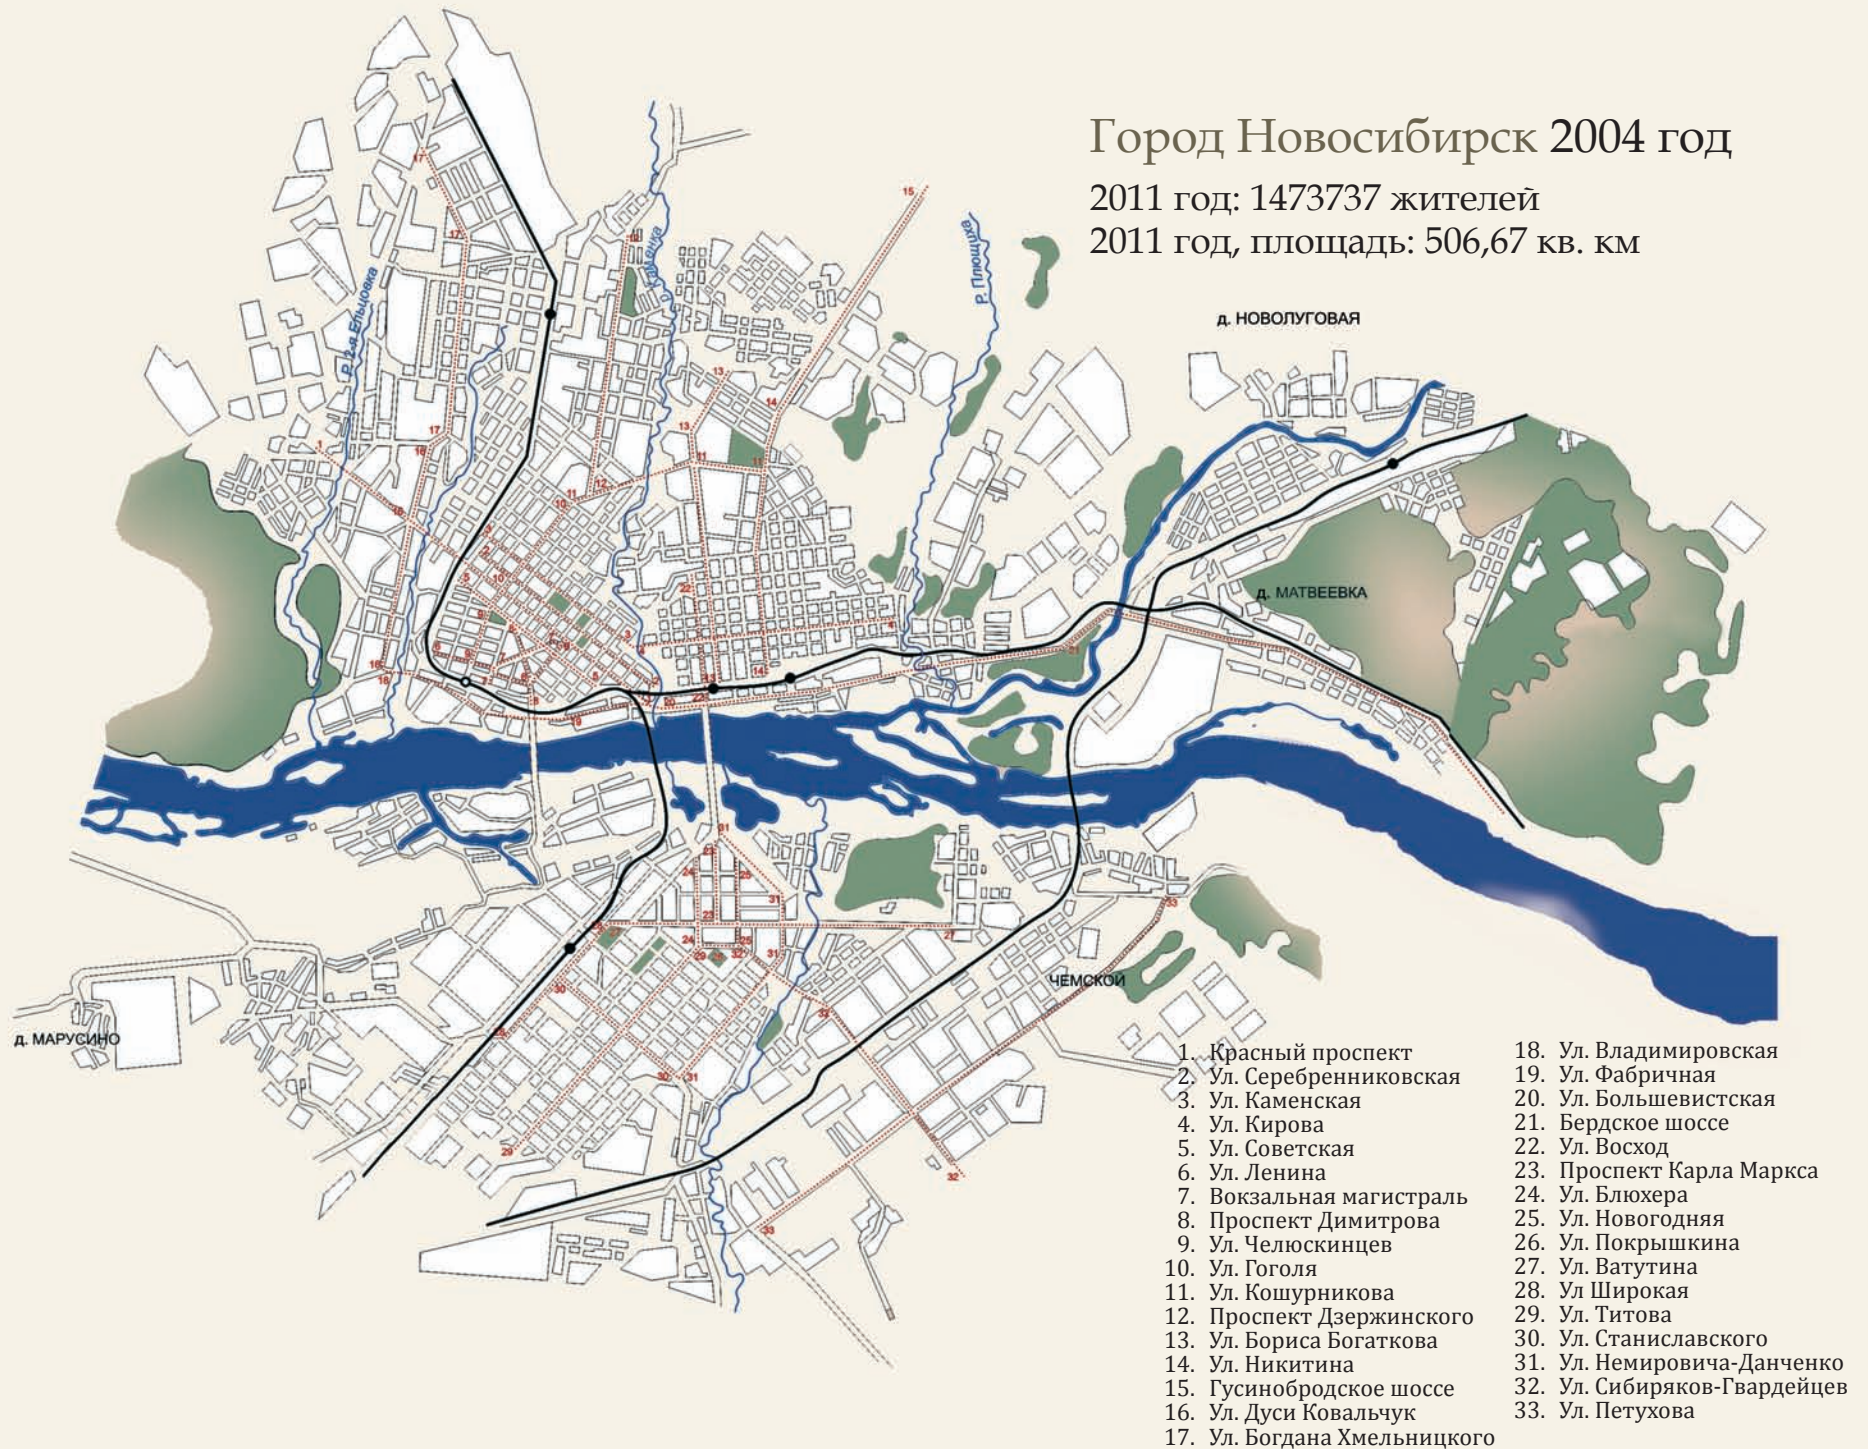 Город Новосибирск 2004 год
2011 год: 1473737 жителей
2011 год, площадь: 506,67 кв. км
д. НОВОЛУГОВАЯ
Р. 2-я Ельцовка
р. Каменка
Р. Плющиха
д. МАТВЕЕВКА
ЧЕМСКОЙ
д. МАРУСИНО
1. Красный проспект
2. Ул. Серебренниковская
3. Ул. Каменская
4. Ул. Кирова
5. Ул. Советская
6. Ул. Ленина
7. Вокзальная магистраль
8. Проспект Димитрова
9. Ул. Челюскинцев
10. Ул. Гоголя
11. Ул. Кошурникова
12. Проспект Дзержинского
13. Ул. Бориса Богаткова
14. Ул. Никитина
15. Гусинобродское шоссе
16. Ул. Дуси Ковальчук
17. Ул. Богдана Хмельницкого
18. Ул. Владимировская
19. Ул. Фабричная
20. Ул. Большевистская
21. Бердское шоссе
22. Ул. Восход
23. Проспект Карла Маркса
24. Ул. Блюхера
25. Ул. Новогодняя
26. Ул. Покрышкина
27. Ул. Ватутина
28. Ул Широкая
29. Ул. Титова
30. Ул. Станиславского
31. Ул. Немировича-Данченко
32. Ул. Сибиряков-Гвардейцев
33. Ул. Петухова